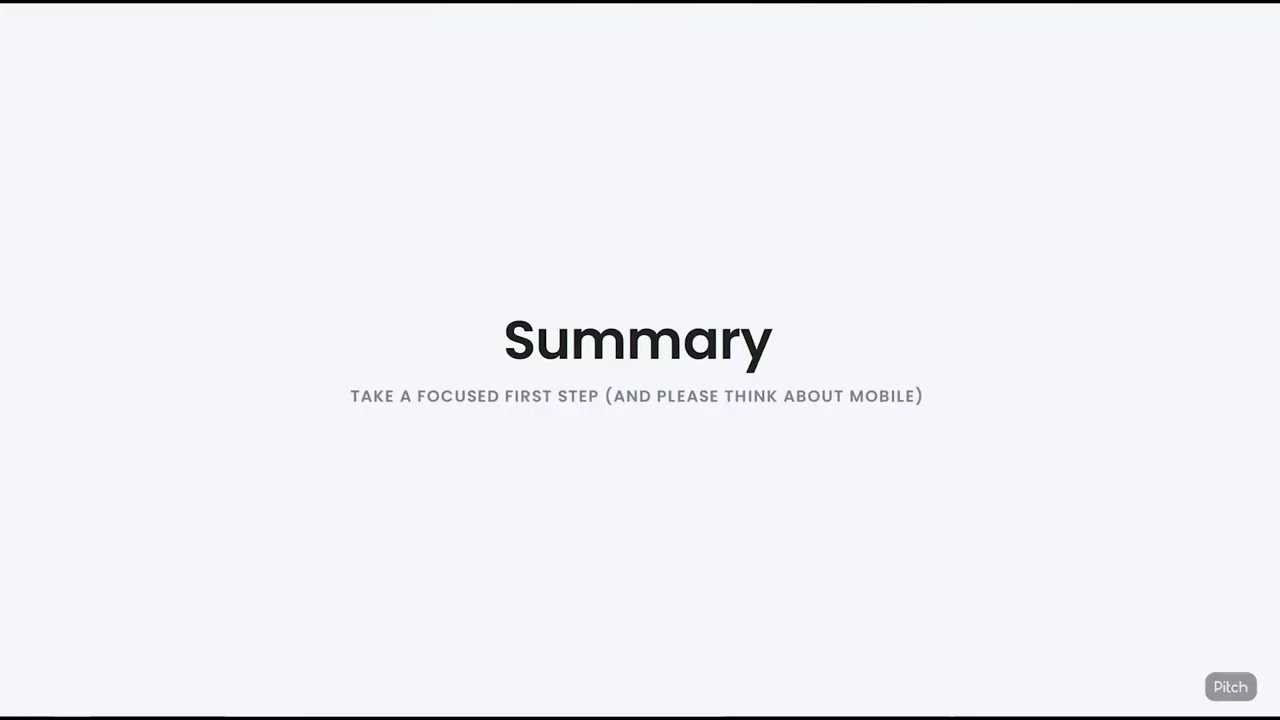 Summary
TAKE A FOCUSED FIRST STEP (AND PLEASE THINK ABOUT MOBILE)
Pitch